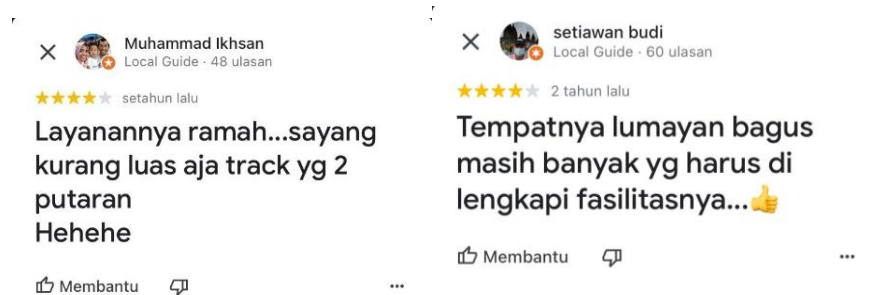 Muhammad Ikhsan
Local Guide · 48 ulasan
setahun lalu
Layanannya ramah...sayang
kurang luas aja track yg 2
putaran
Hehehe
Membantu
setiawan budi
Local Guide · 60 ulasan
2 tahun lalu
Tempatnya lumayan bagus
masih banyak yg harus di
lengkapi fasilitasnya...👍
Membantu